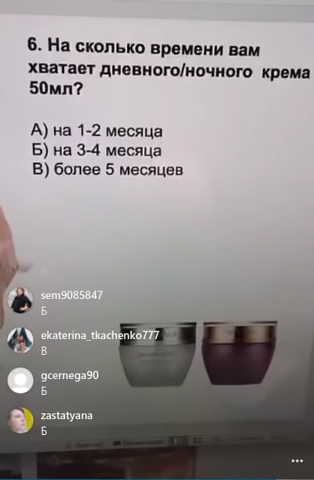 6. На сколько времени вам
хватает дневного/ночного крема
50мл?
А) на 1-2 месяца
Б) на 3-4 месяца
В) более 5 месяцев
sem9085847
Б
ekaterina_tkachenko777
В
gcernega90
Б
zastatyana
Б